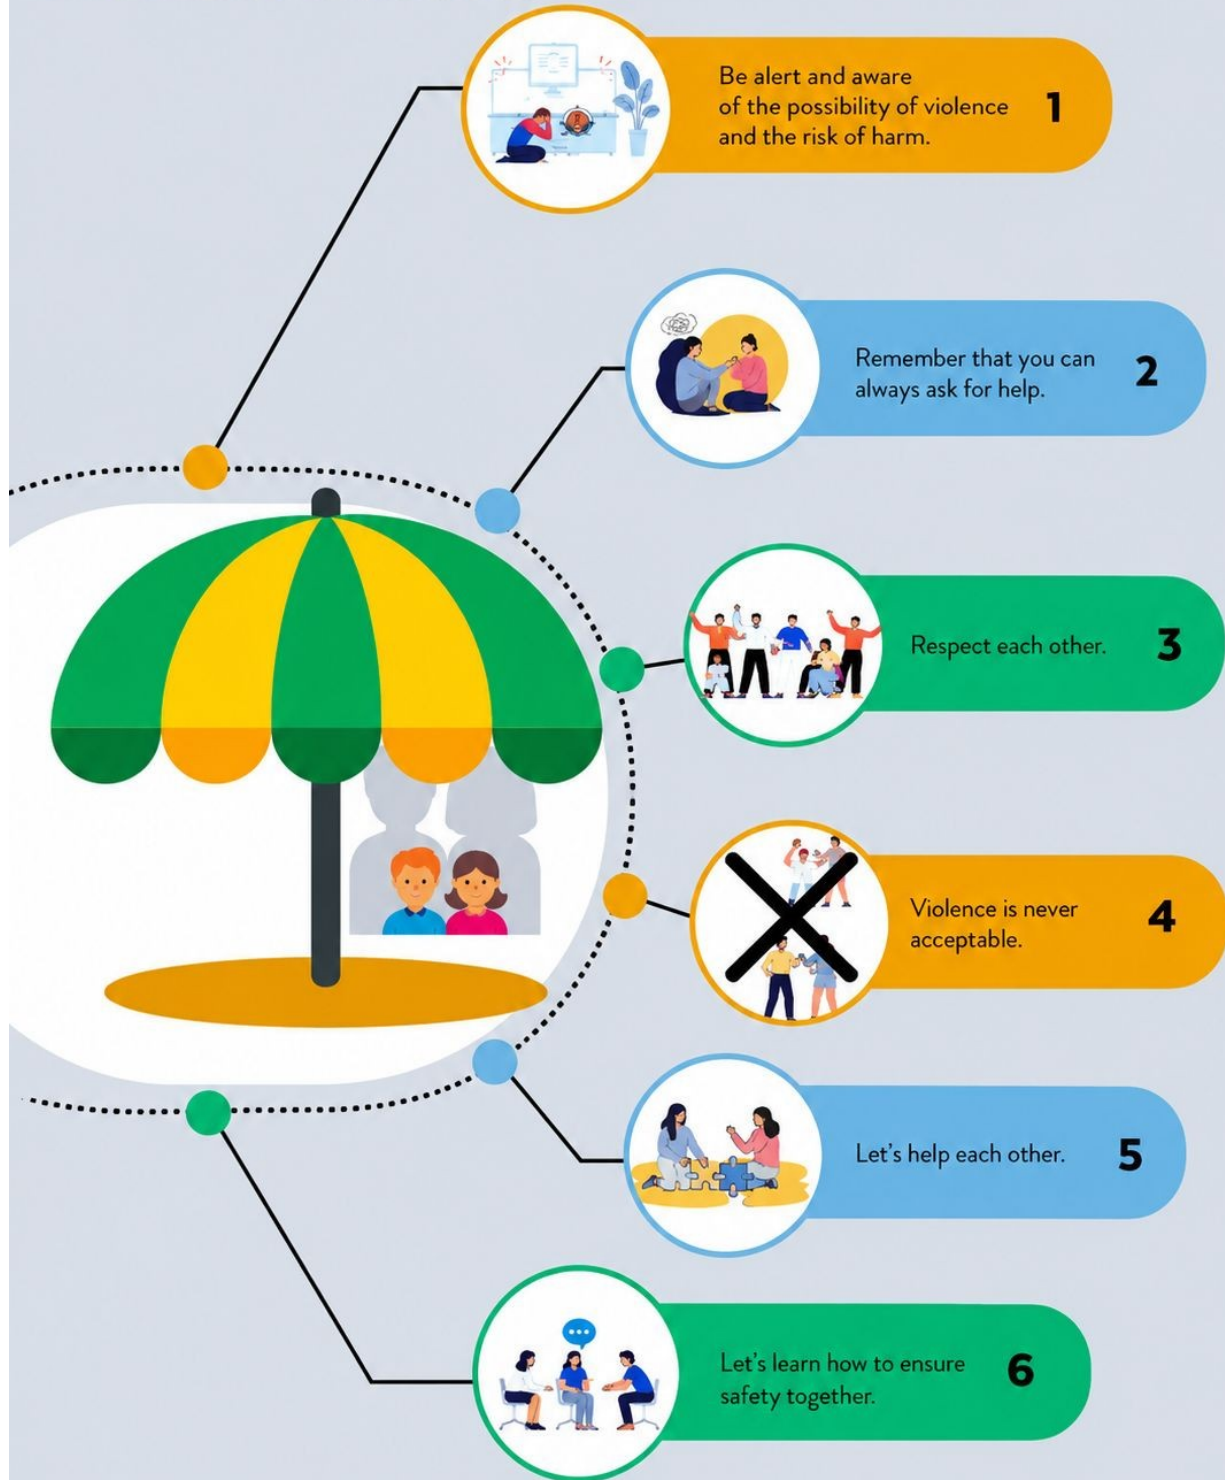 Be alert and aware
of the possibility of violence
and the risk of harm.
1
Remember that you can
always ask for help.
2
Respect each other.
3
Violence is never
acceptable.
4
Let's help each other.
5
Let's learn how to ensure
safety together.
6